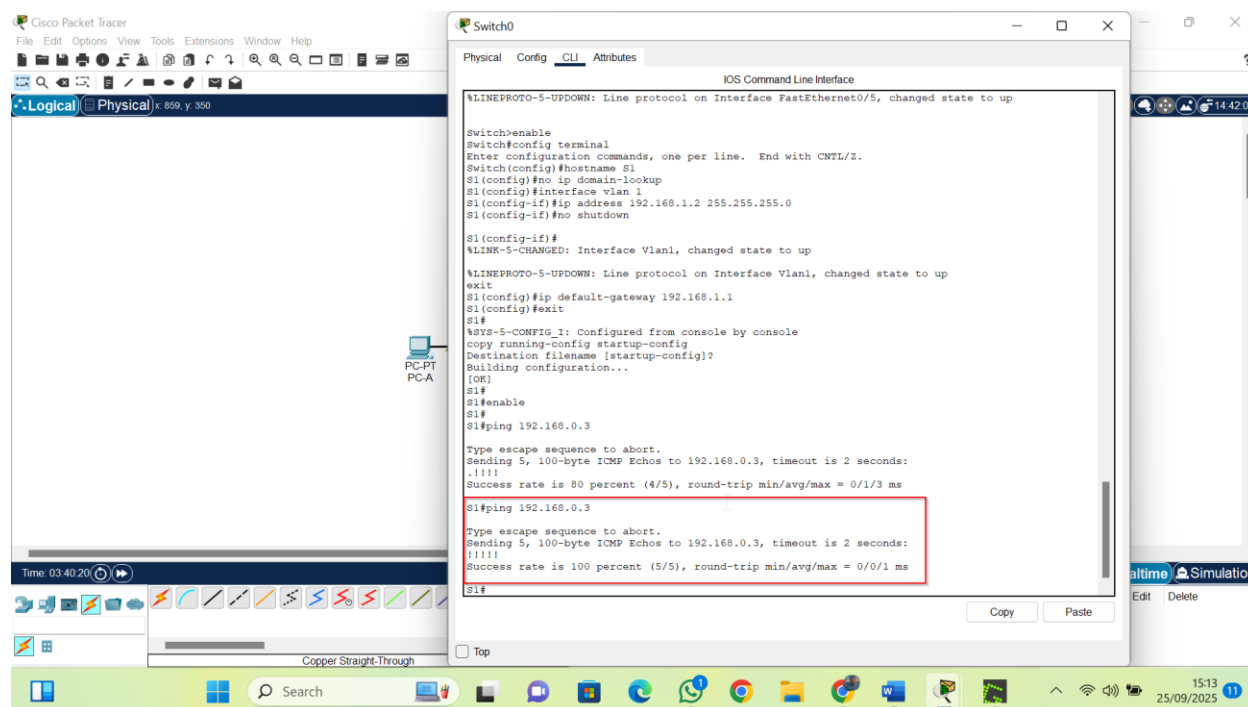 Cisco Packet Tracer
File Edit Options View Tools Extensions Window Help
Logical Physical x: 859, y: 350
PC-PT
PC-A
Switch0
Physical Config CLI Attributes
IOS Command Line Interface
%LINEPROTO-5-UPDOWN: Line protocol on Interface FastEthernet0/5, changed state to up
Switch>enable
Switch#config terminal
Enter configuration commands, one per line.  End with CNTL/Z.
Switch(config)#hostname S1
S1(config)#no ip domain-lookup
S1(config)#interface vlan 1
S1(config-if)#ip address 192.168.1.2 255.255.255.0
S1(config-if)#no shutdown
S1(config-if)#
%LINK-5-CHANGED: Interface Vlan1, changed state to up
%LINEPROTO-5-UPDOWN: Line protocol on Interface Vlan1, changed state to up
exit
S1(config)#ip default-gateway 192.168.1.1
S1(config)#exit
S1#
%SYS-5-CONFIG_I: Configured from console by console
copy running-config startup-config
Destination filename [startup-config]?
Building configuration...
[OK]
S1#
S1#enable
S1#
S1#ping 192.168.0.3
Type escape sequence to abort.
Sending 5, 100-byte ICMP Echos to 192.168.0.3, timeout is 2 seconds:
.!!!!
Success rate is 80 percent (4/5), round-trip min/avg/max = 0/1/3 ms
S1#ping 192.168.0.3
Type escape sequence to abort.
Sending 5, 100-byte ICMP Echos to 192.168.0.3, timeout is 2 seconds:
!!!!!
Success rate is 100 percent (5/5), round-trip min/avg/max = 0/0/1 ms
S1#
Copy Paste
Top
14:42:0
Time: 03:40:20
altime Simulatio
Edit Delete
Copper Straight-Through
Search
1
15:13
25/09/2025
11